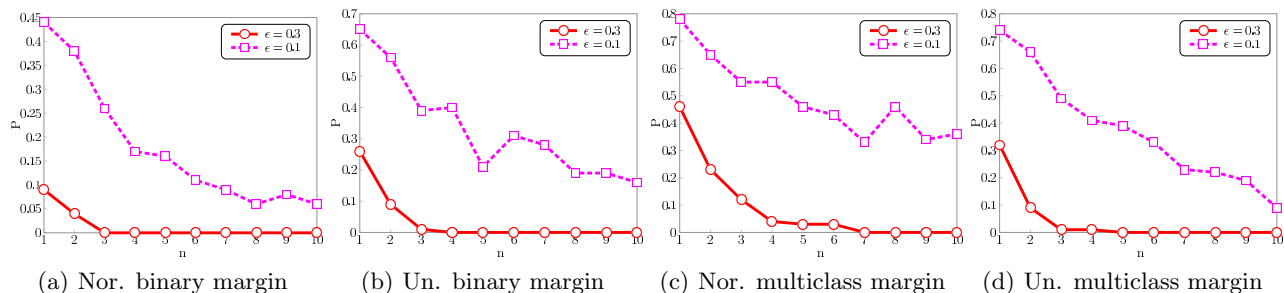 0.45
0.4
0.35
0.3
0.25
0.2
0.15
0.1
0.05
0
P
1 2 3 4 5 6 7 8 9 10
n
ϵ = 0.3
ϵ = 0.1
(a) Nor. binary margin
0.7
0.6
0.5
0.4
0.3
0.2
0.1
0
P
1 2 3 4 5 6 7 8 9 10
n
ϵ = 0.3
ϵ = 0.1
(b) Un. binary margin
0.8
0.7
0.6
0.5
0.4
0.3
0.2
0.1
0
P
1 2 3 4 5 6 7 8 9 10
n
ϵ = 0.3
ϵ = 0.1
(c) Nor. multiclass margin
0.8
0.7
0.6
0.5
0.4
0.3
0.2
0.1
0
P
1 2 3 4 5 6 7 8 9 10
n
ϵ = 0.3
ϵ = 0.1
(d) Un. multiclass margin